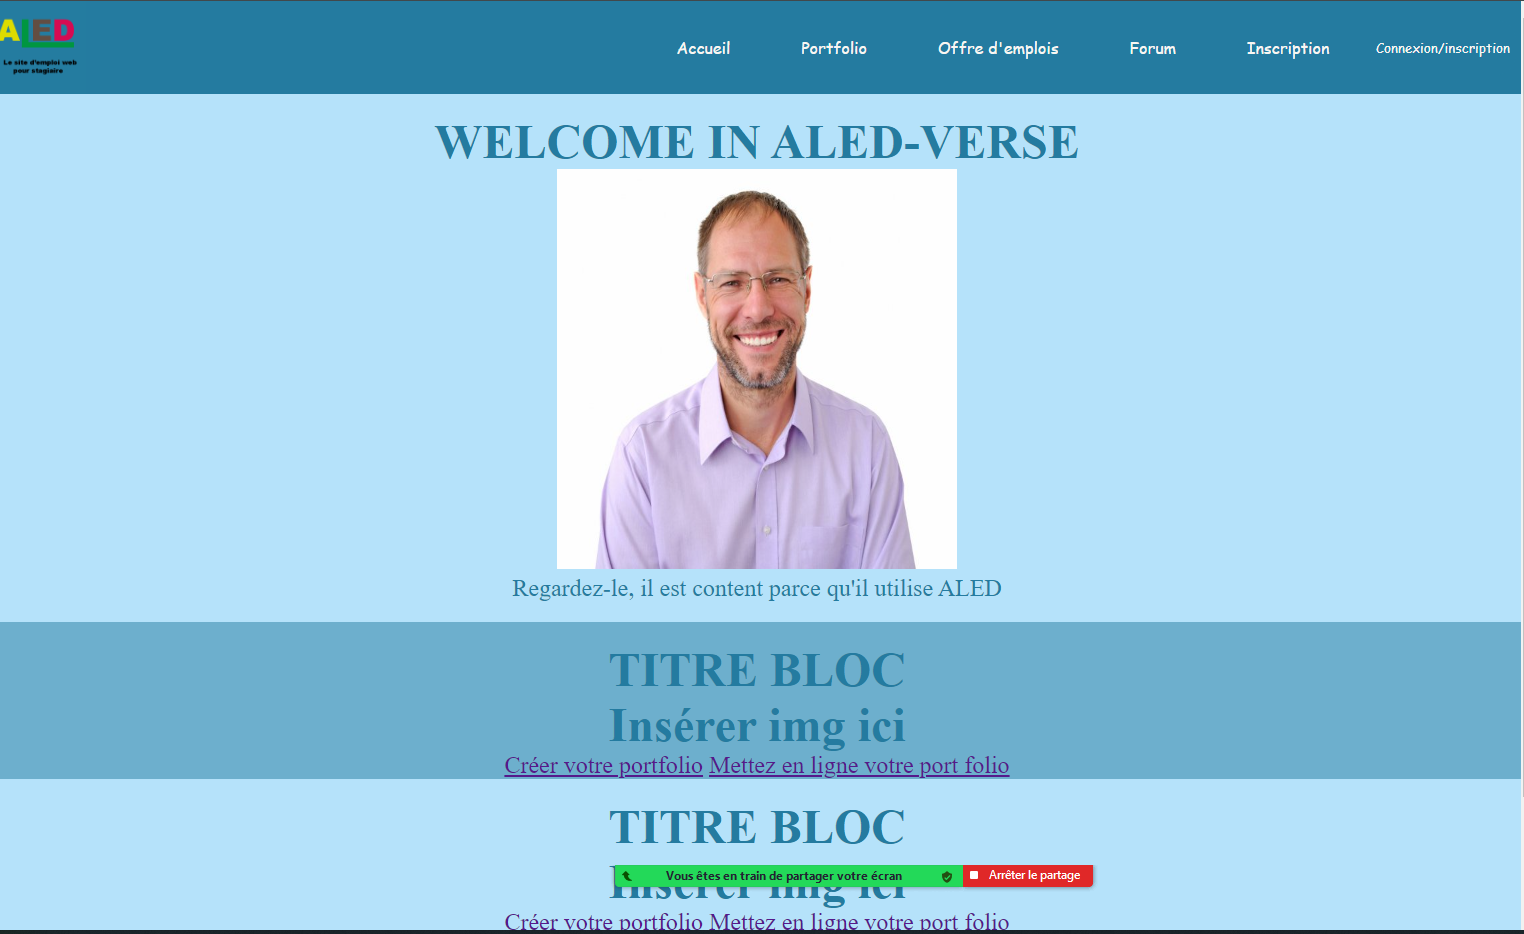 ALED
Le site d'emploi web
pour stagiaire
Accueil
Portfolio
Offre d'emplois
Forum
Inscription
Connexion/inscription
WELCOME IN ALED-VERSE
Regardez-le, il est content parce qu'il utilise ALED
TITRE BLOC
Insérer img ici
Créer votre portfolio Mettez en ligne votre port folio
TITRE BLOC
Insérer img ici
Vous êtes en train de partager votre écran
Arrêter le partage
Créer votre portfolio Mettez en ligne votre port folio